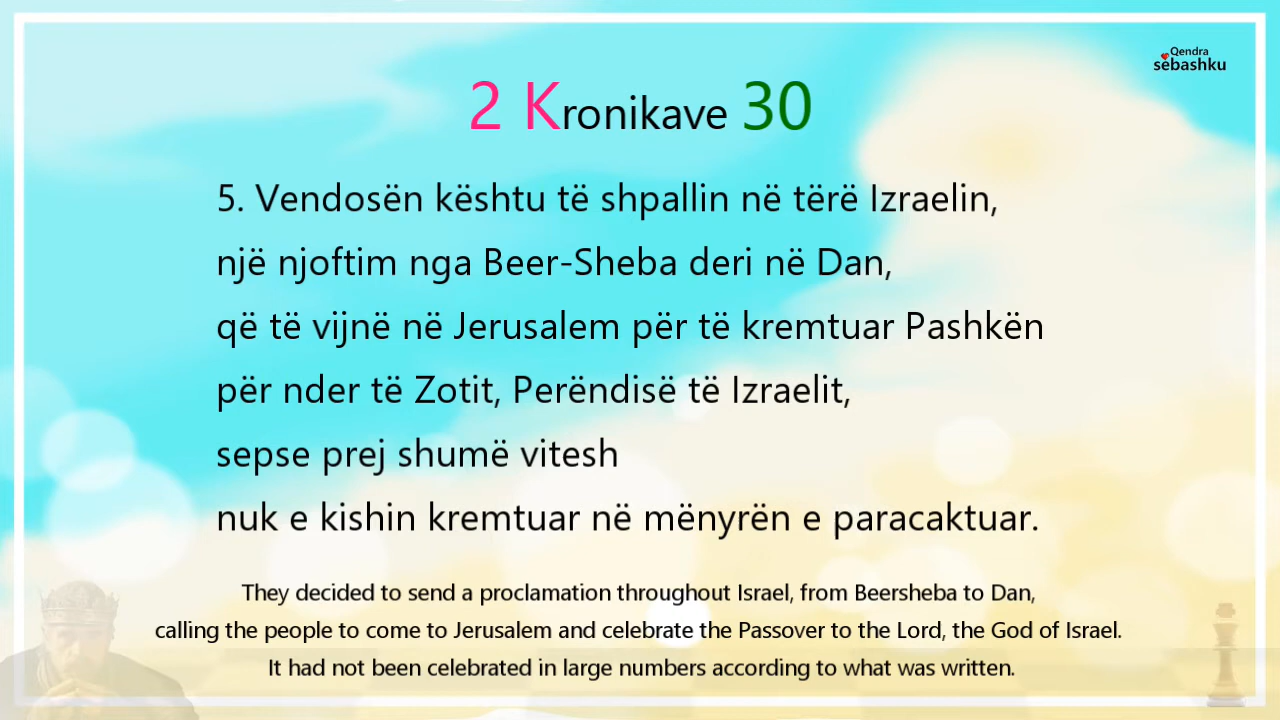 Qendra
sëbashku
2 Kronikave 30
5. Vendosën kështu të shpallin në tërë Izraelin,
një njoftim nga Beer-Sheba deri në Dan,
që të vijnë në Jerusalem për të kremtuar Pashkën
për nder të Zotit, Perëndisë të Izraelit,
sepse prej shumë vitesh
nuk e kishin kremtuar në mënyrën e paracaktuar.
They decided to send a proclamation throughout Israel, from Beersheba to Dan,
calling the people to come to Jerusalem and celebrate the Passover to the Lord, the God of Israel.
It had not been celebrated in large numbers according to what was written.